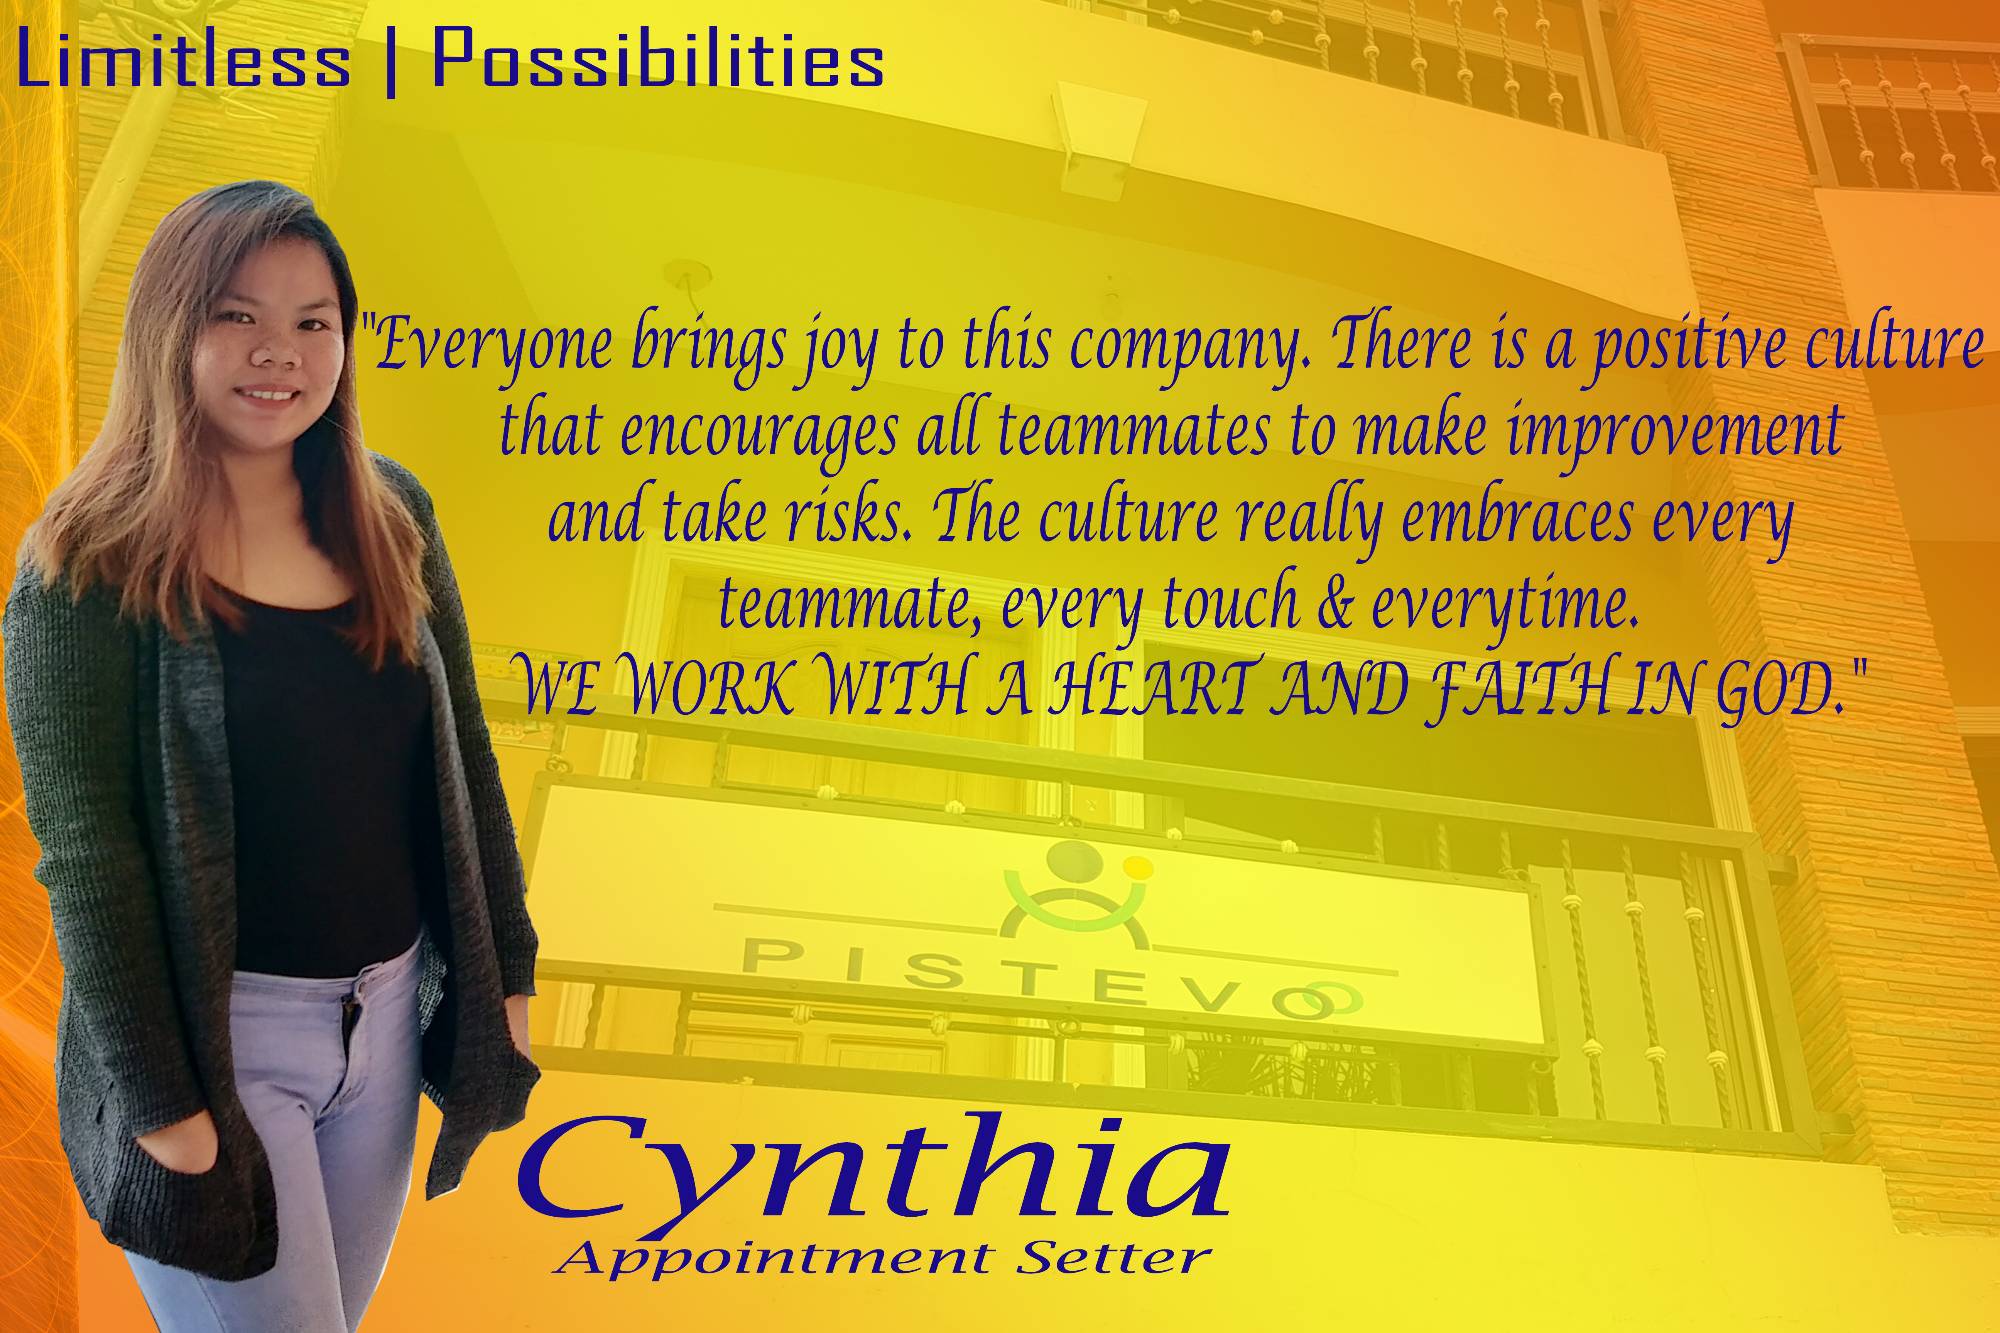 Limitless | Possibilities
"Everyone brings joy to this company. There is a positive culture
that encourages all teammates to make improvement
and take risks. The culture really embraces every
teammate, every touch & everytime.
WE WORK WITH A HEART AND FAITH IN GOD."
PISTEVO
Cynthia
Appointment Setter